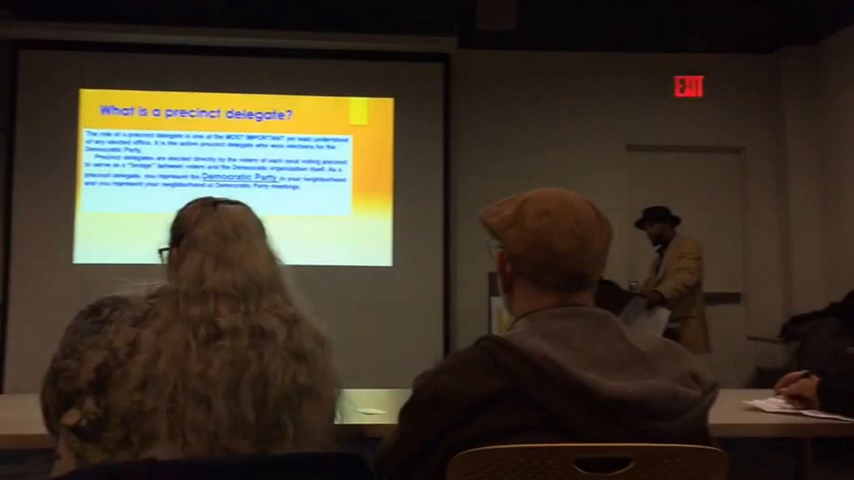 What is a precinct delegate?
The role of a precinct delegate is one of the MOST IMPORTANT yet least understood
of any elected office. It is the active precinct delegates who work elections for the
Democratic Party.
Precinct delegates are elected directly by the voters of each local voting precinct
to serve as a "bridge" between voters and the Democratic organization itself. As a
precinct delegate, you represent the Democratic Party in your neighborhood
and you represent your neighborhood at Democratic Party meetings.
EXIT